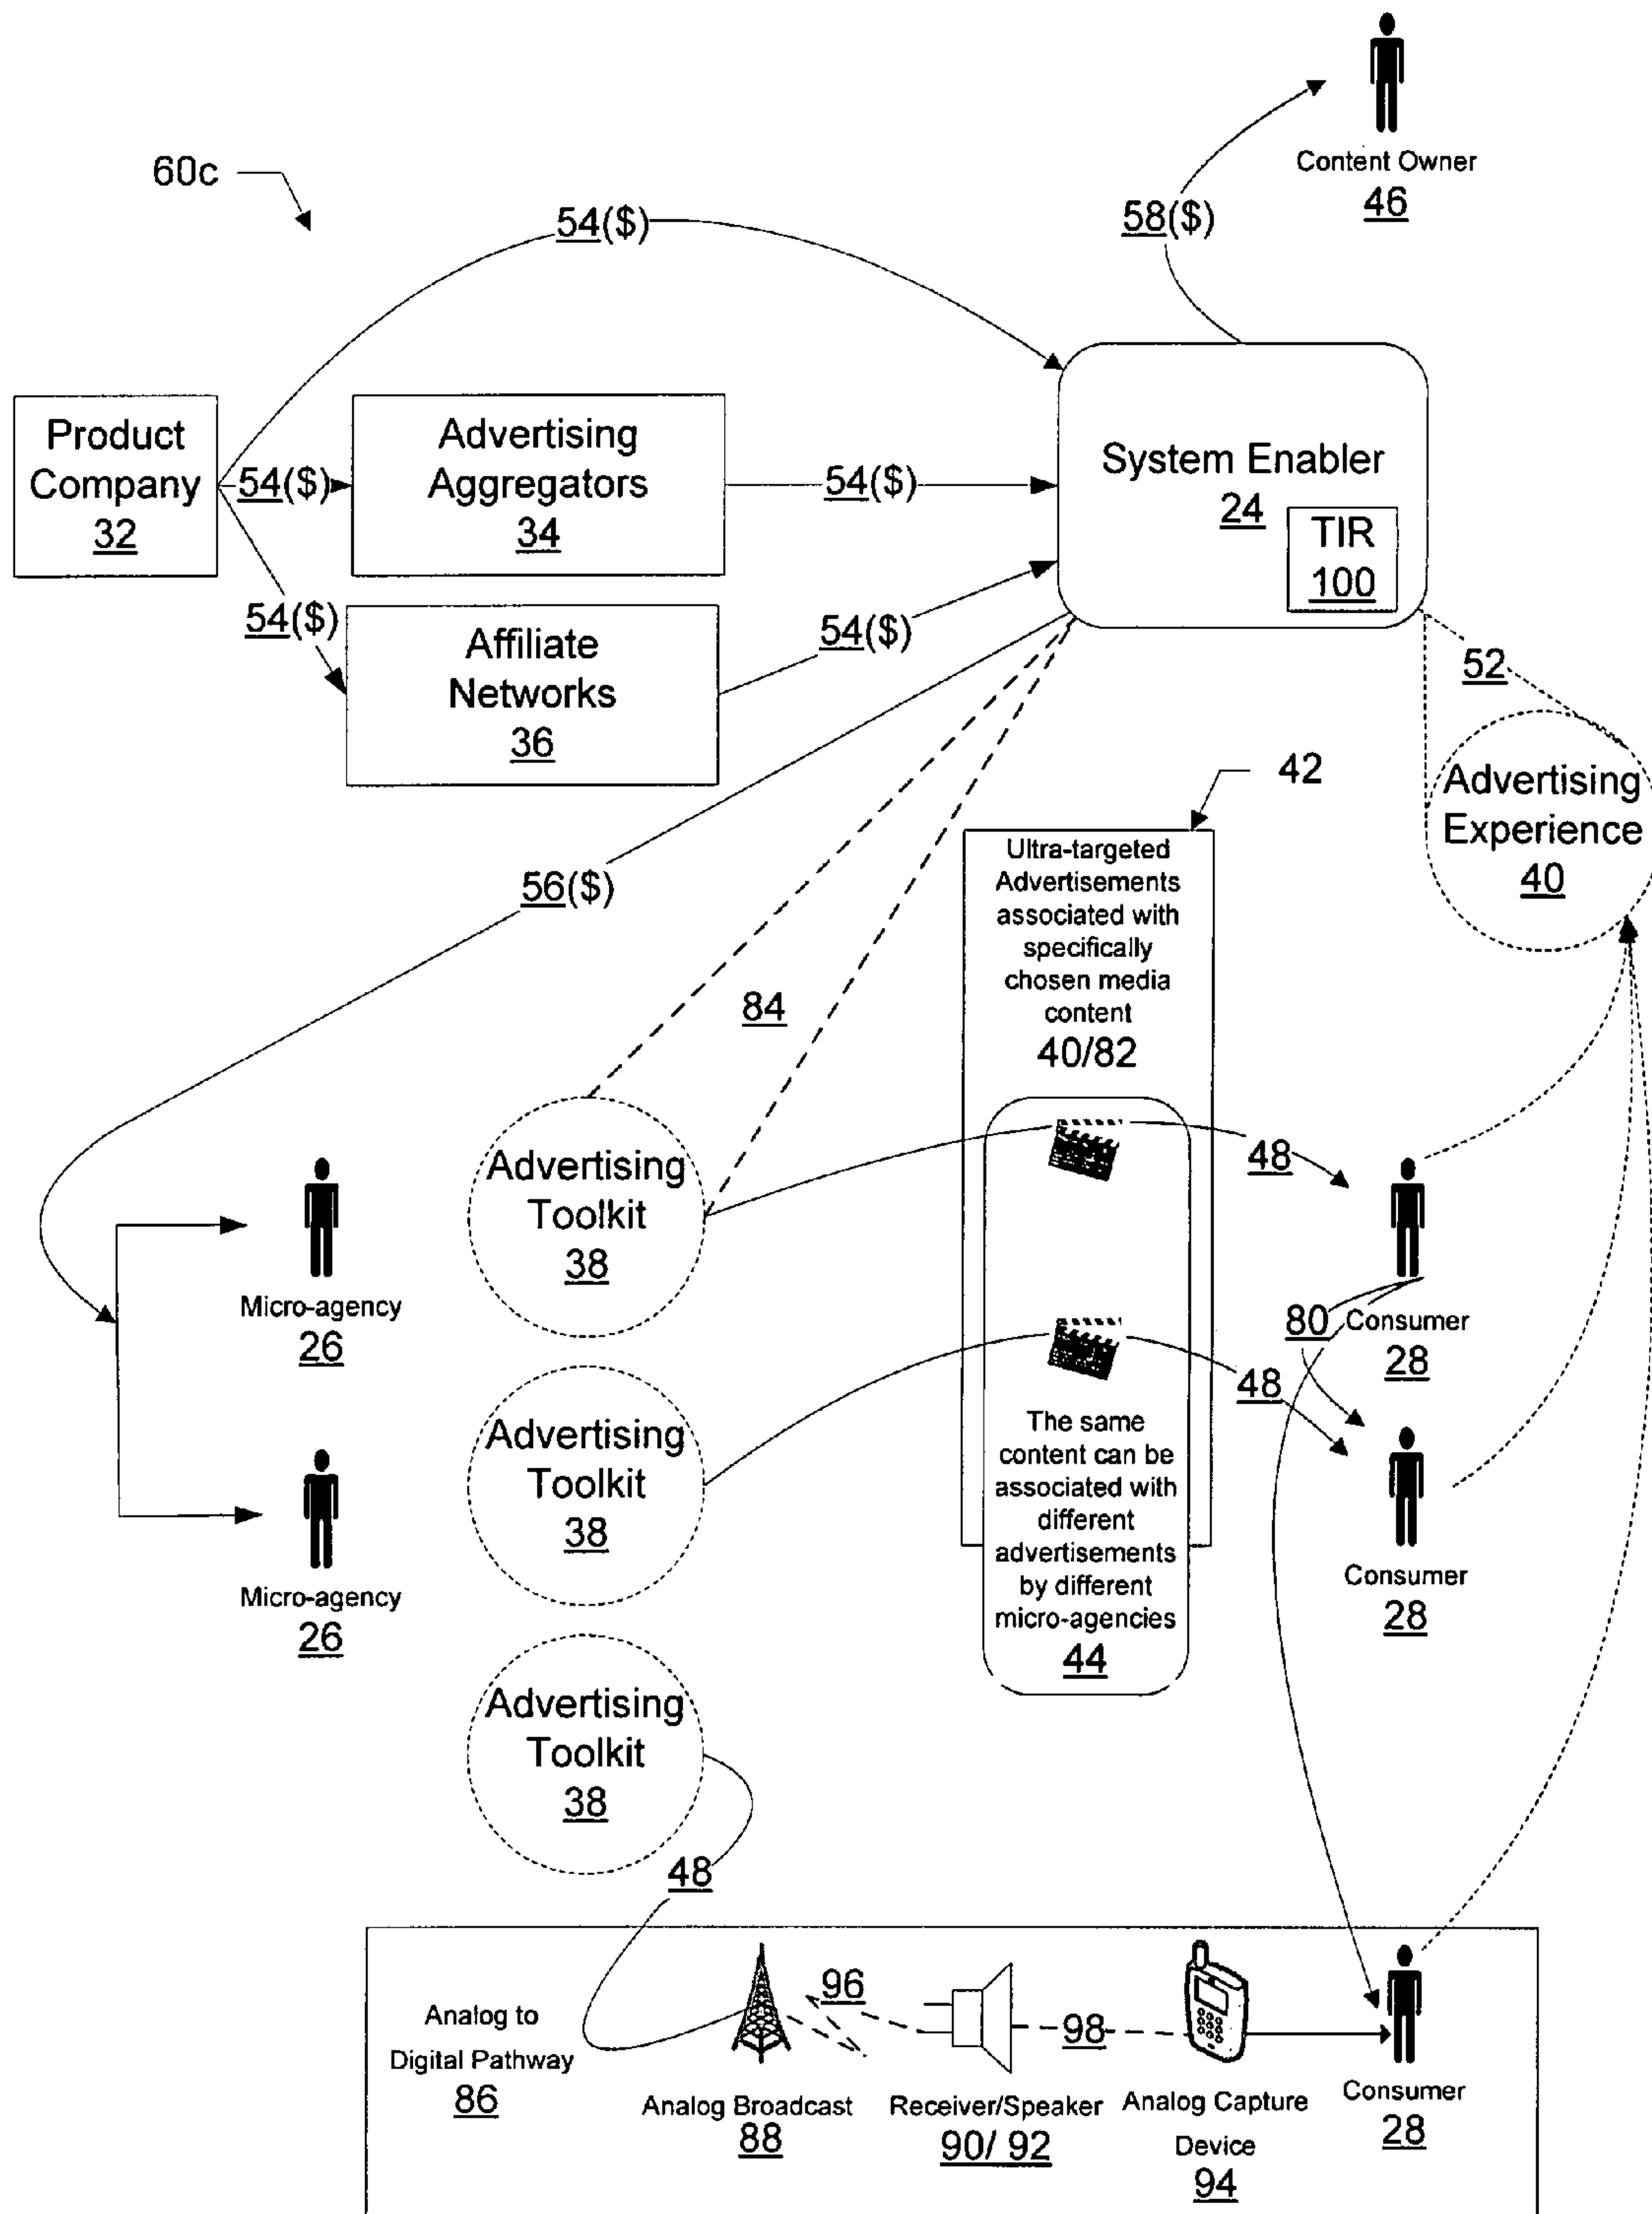 60c
54($)
58($)
Content Owner
46
Product
Company
32
54($)
Advertising
Aggregators
34
54($)
System Enabler
24
TIR
100
54($)
Affiliate
Networks
36
54($)
52
Advertising
Experience
40
42
56($)
84
Ultra-targeted
Advertisements
associated with
specifically
chosen media
content
40/82
Advertising
Toolkit
38
48
Micro-agency
26
80
Consumer
28
Advertising
Toolkit
38
48
Micro-agency
26
The same
content can be
associated with
different
advertisements
by different
micro-agencies
44
Consumer
28
Advertising
Toolkit
38
48
Analog to
Digital Pathway
86
96
98
Analog Broadcast
88
Receiver/Speaker
90/ 92
Analog Capture
Device
94
Consumer
28